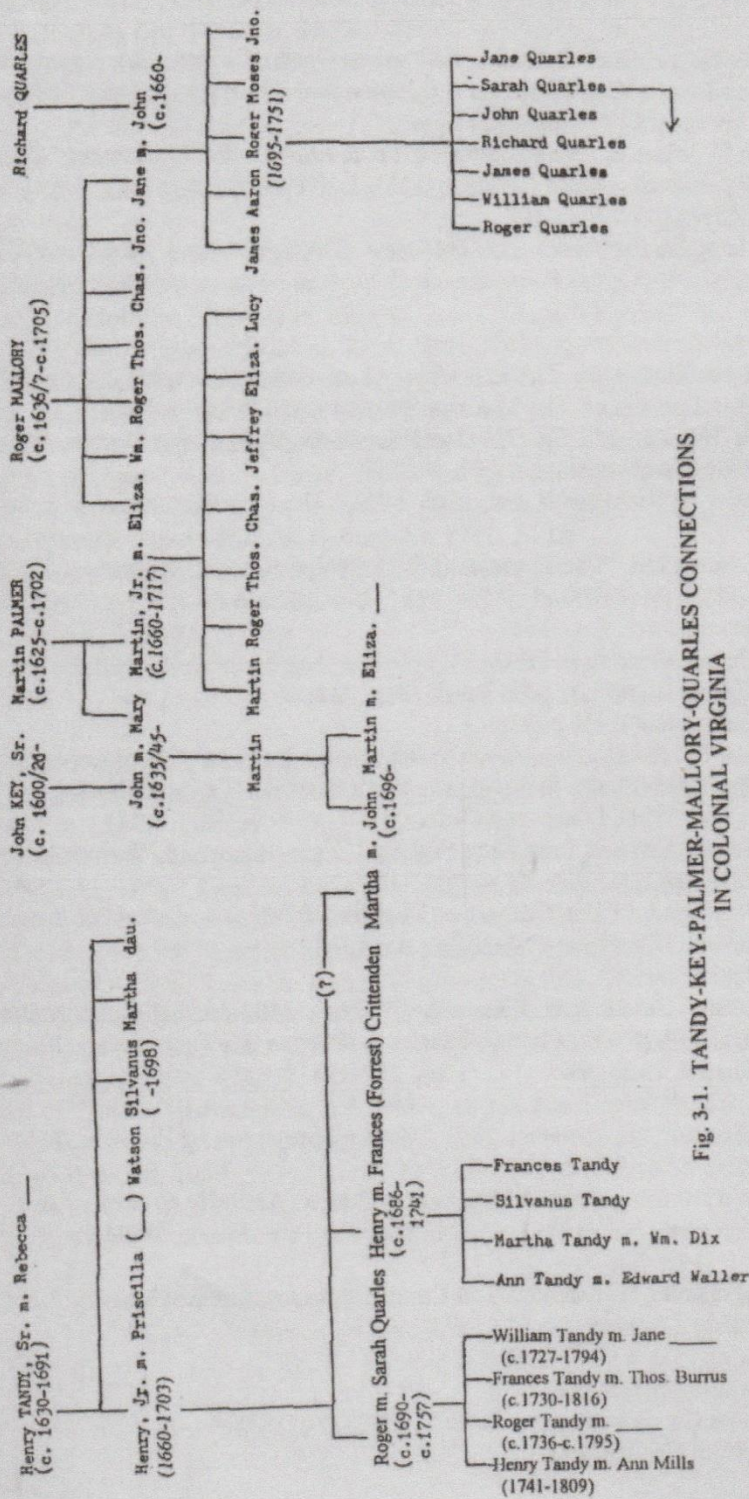 Henry TANDY, Sr. m. Rebecca ____
(c. 1630-1691)
John KEY, Sr.
(c. 1600/20-
Martin PALMER
(c.1625-c.1702)
Roger MALLORY
(c.1636/7-c.1705)
Richard QUARLES
Henry, Jr. m. Priscilla (___) Watson Silvanus Martha dau.
(1660-1703)
( -1698)
John m. Mary Martin, Jr. m. Eliza. Wm. Roger Thos. Chas. Jno. Jane m. John
(c.1635/45-
(c.1660-1717)
(c.1660-
Martin Martin Roger Thos. Chas. Jeffrey Eliza. Lucy James Aaron Roger Moses Jno.
(1695-1751)
(?)
Roger m. Sarah Quarles Henry m. Frances (Forrest) Crittenden Martha m. John Martin m. Eliza. ____
(c.1690-
c.1757)
(c.1686-
1741)
(c.1696-
Jane Quarles
Sarah Quarles
John Quarles
Richard Quarles
James Quarles
William Quarles
Roger Quarles
Frances Tandy
Silvanus Tandy
Martha Tandy m. Wm. Dix
Ann Tandy m. Edward Waller
William Tandy m. Jane ____
(c.1727-1794)
Frances Tandy m. Thos. Burrus
(c.1730-1816)
Roger Tandy m. ____
(c.1736-c.1795)
Henry Tandy m. Ann Mills
(1741-1809)
Fig. 3-1. TANDY-KEY-PALMER-MALLORY-QUARLES CONNECTIONS
IN COLONIAL VIRGINIA